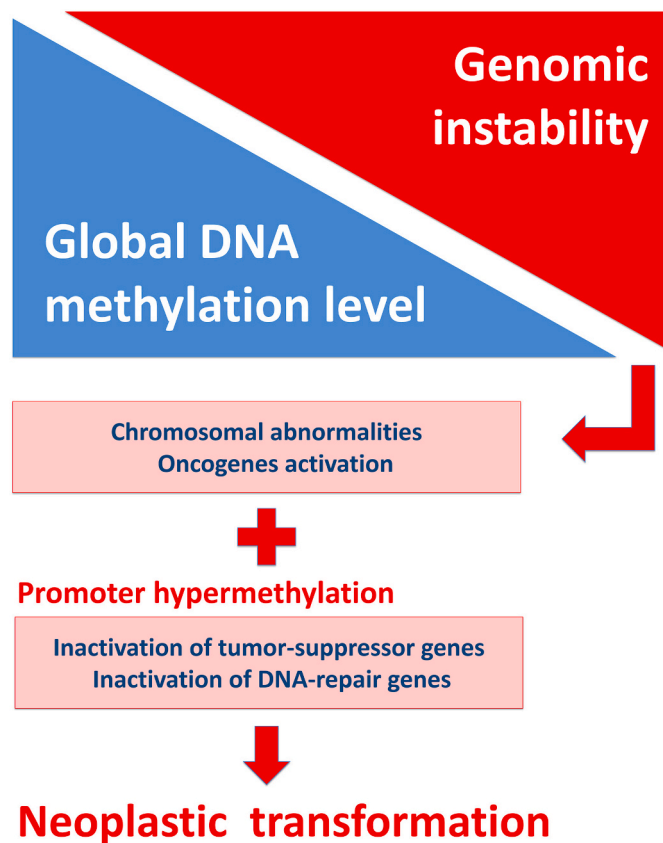 Genomic
instability
Global DNA
methylation level
Chromosomal abnormalities
Oncogenes activation
Promoter hypermethylation
Inactivation of tumor-suppressor genes
Inactivation of DNA-repair genes
Neoplastic transformation